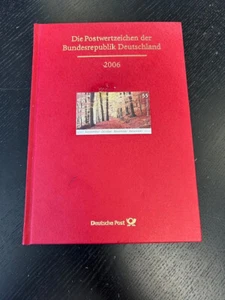 Die Postwertzeichen der
Bundesrepublik Deutschland
2006
55
Deutsche Post